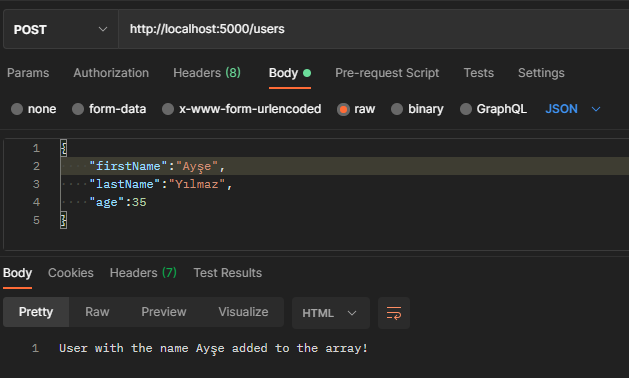 POST http://localhost:5000/users
Params Authorization Headers (8) Body Pre-request Script Tests Settings
none form-data x-www-form-urlencoded raw binary GraphQL JSON
1 {
2 "firstName":"Ayşe",
3 "lastName":"Yılmaz",
4 "age":35
5 }
Body Cookies Headers (7) Test Results
Pretty Raw Preview Visualize HTML
1 User with the name Ayşe added to the array!